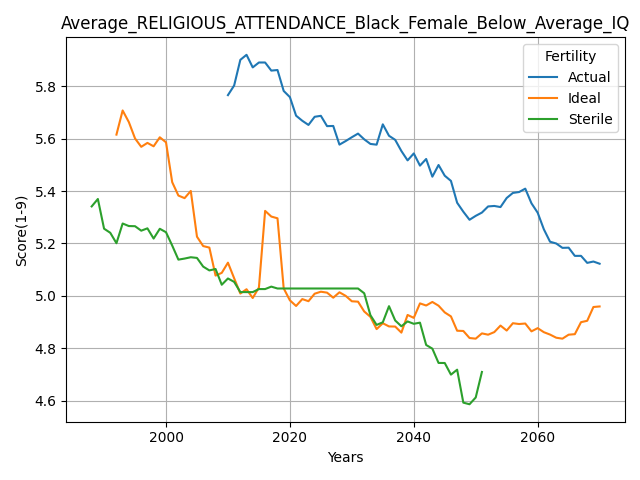 Average_RELIGIOUS_ATTENDANCE_Black_Female_Below_Average_IQ
Fertility
Actual
Ideal
Sterile
Score(1-9)
5.8
5.6
5.4
5.2
5.0
4.8
4.6
2000
2020
2040
2060
Years